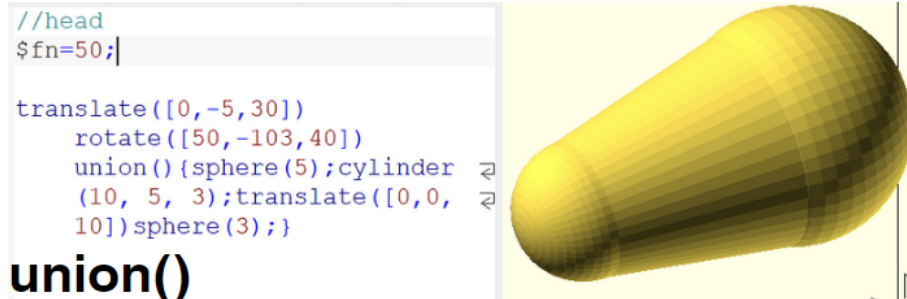 //head
$fn=50;
translate([0,-5,30])
rotate([50,-103,40])
union(){sphere(5);cylinder
(10, 5, 3);translate([0,0,
10])sphere(3);}
union()